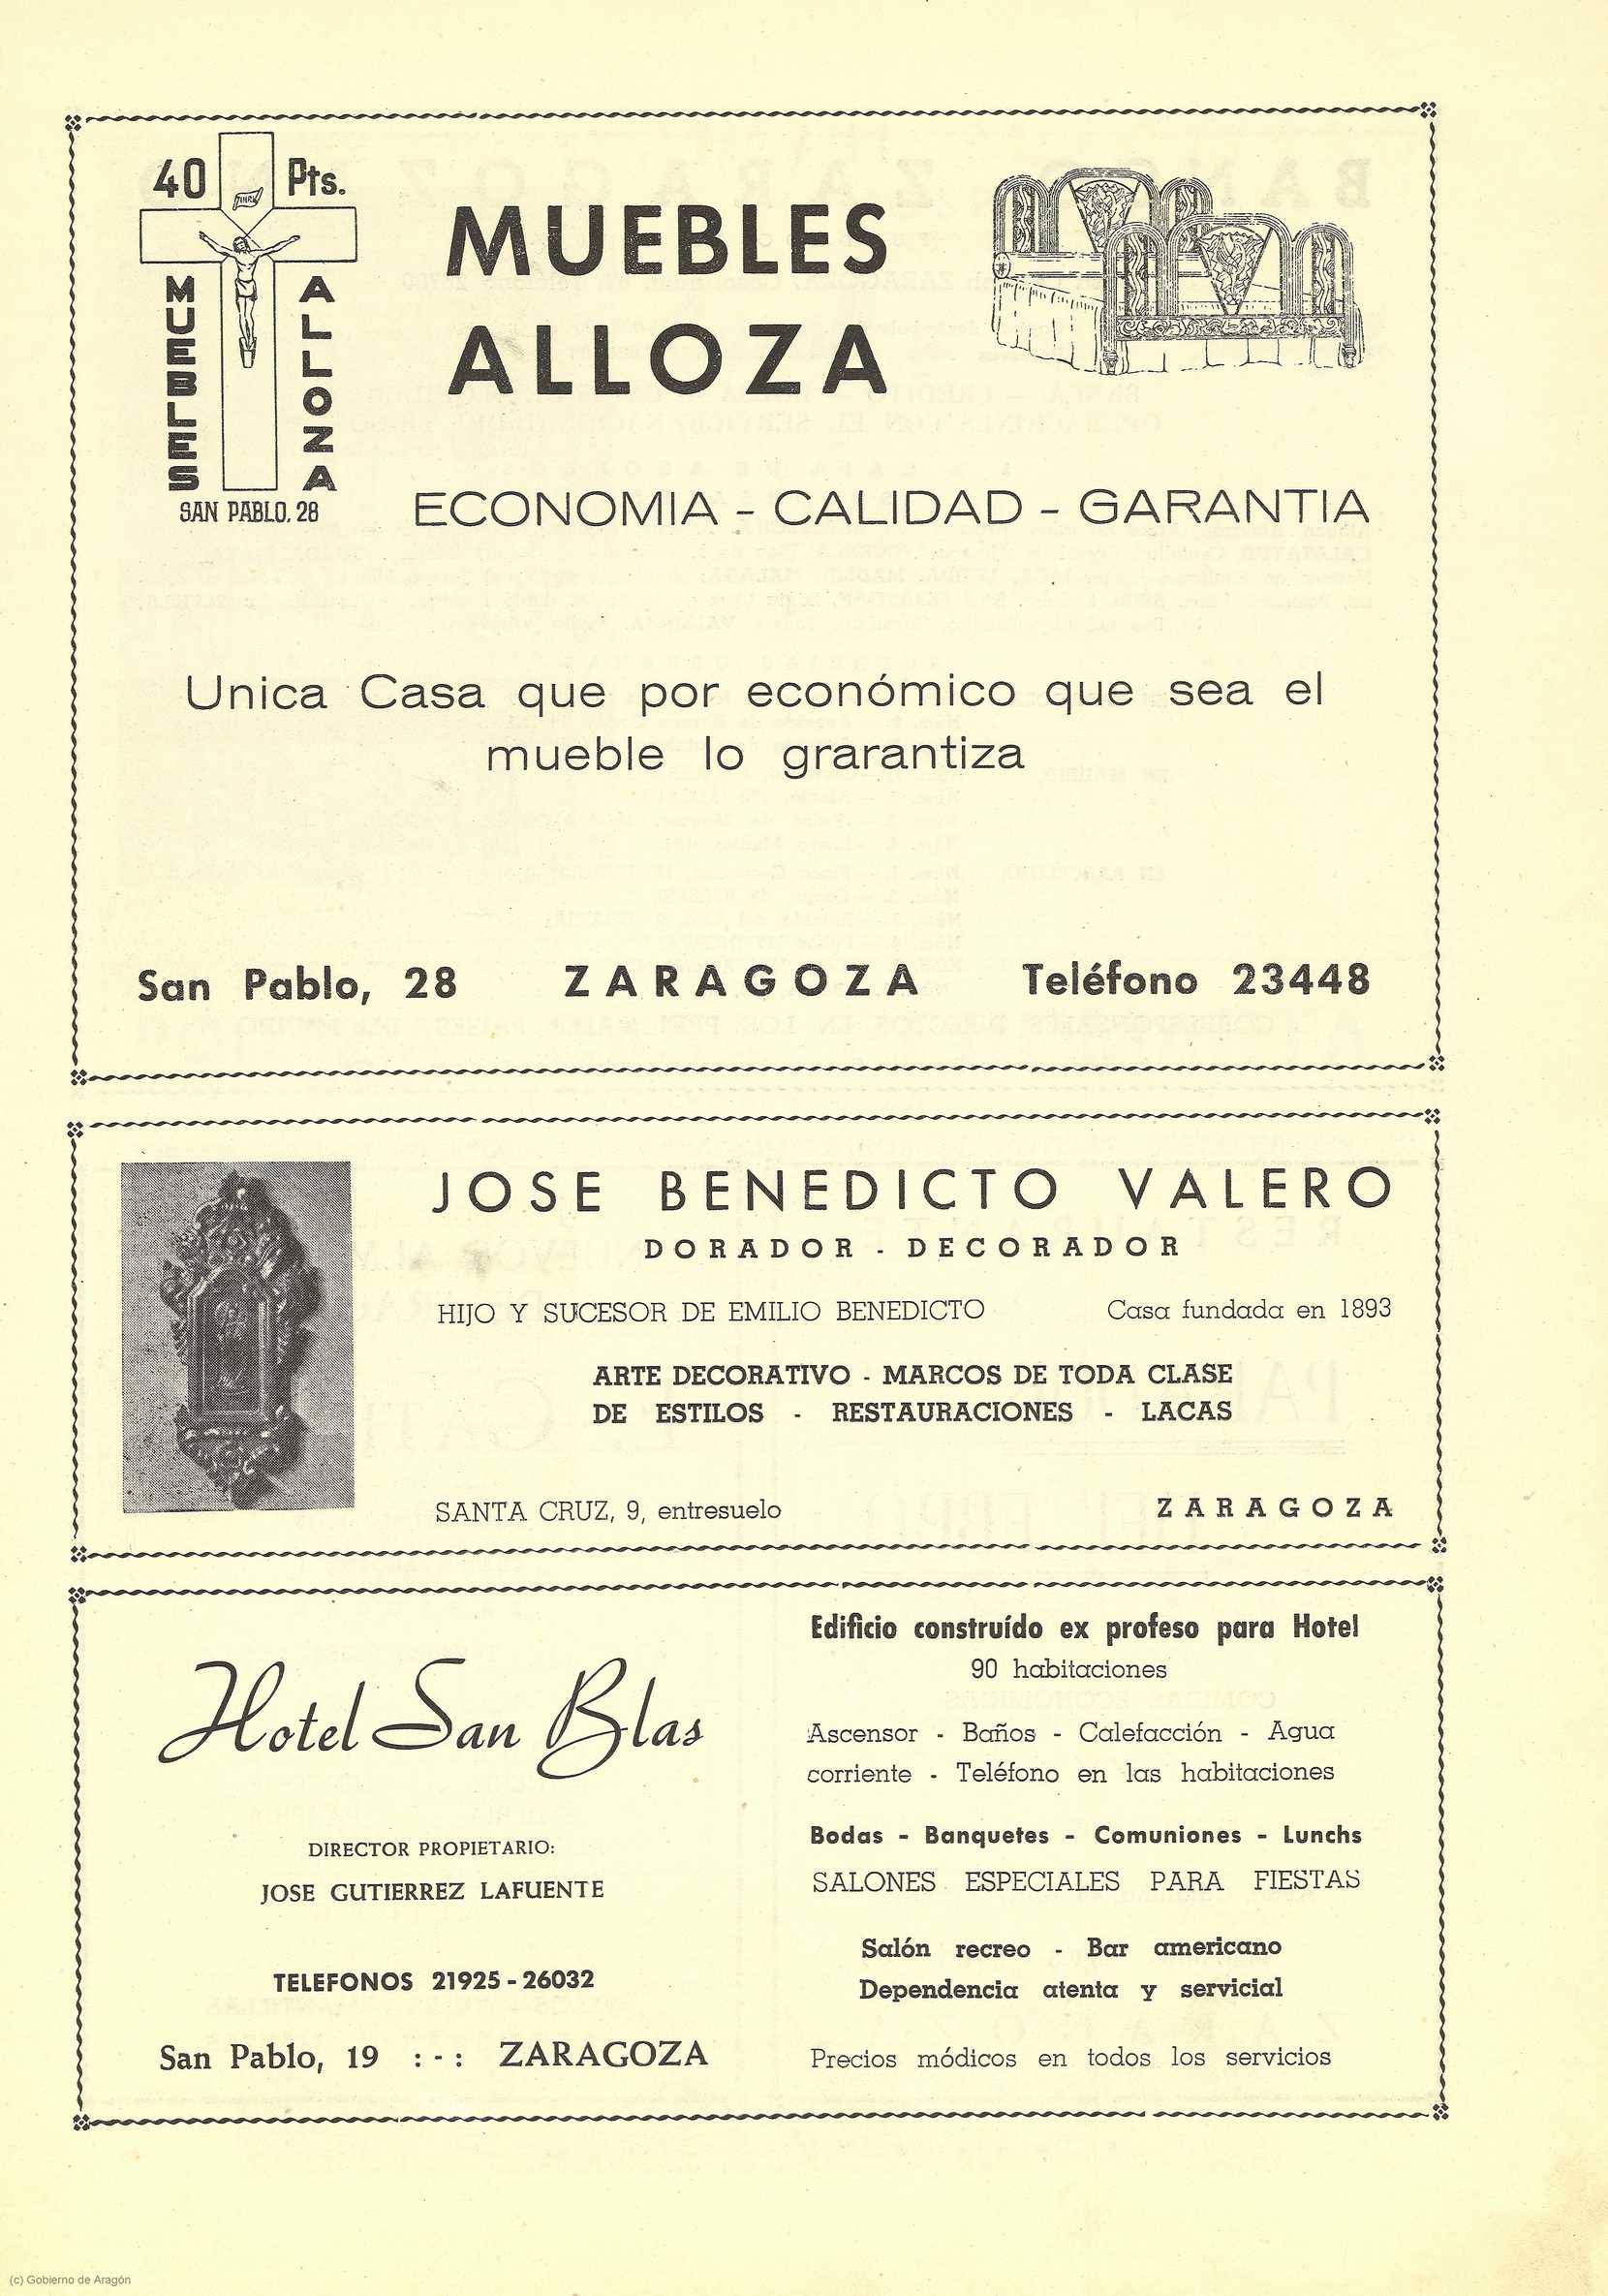 40 Pts.
INRI
MUEBLES
ALLOZA
SAN PABLO. 28
MUEBLES
ALLOZA
ECONOMIA - CALIDAD - GARANTIA
Unica Casa que por económico que sea el
mueble lo grarantiza
San Pablo, 28 ZARAGOZA Teléfono 23448
JOSE BENEDICTO VALERO
DORADOR - DECORADOR
HIJO Y SUCESOR DE EMILIO BENEDICTO Casa fundada en 1893
ARTE DECORATIVO - MARCOS DE TODA CLASE
DE ESTILOS - RESTAURACIONES - LACAS
SANTA CRUZ, 9, entresuelo ZARAGOZA
Hotel San Blas
DIRECTOR PROPIETARIO:
JOSE GUTIERREZ LAFUENTE
TELEFONOS 21925 - 26032
San Pablo, 19 : - : ZARAGOZA
Edificio construído ex profeso para Hotel
90 habitaciones
Ascensor - Baños - Calefacción - Agua
corriente - Teléfono en las habitaciones
Bodas - Banquetes - Comuniones - Lunchs
SALONES ESPECIALES PARA FIESTAS
Salón recreo - Bar americano
Dependencia atenta y servicial
Precios módicos en todos los servicios
(c) Gobierno de Aragón